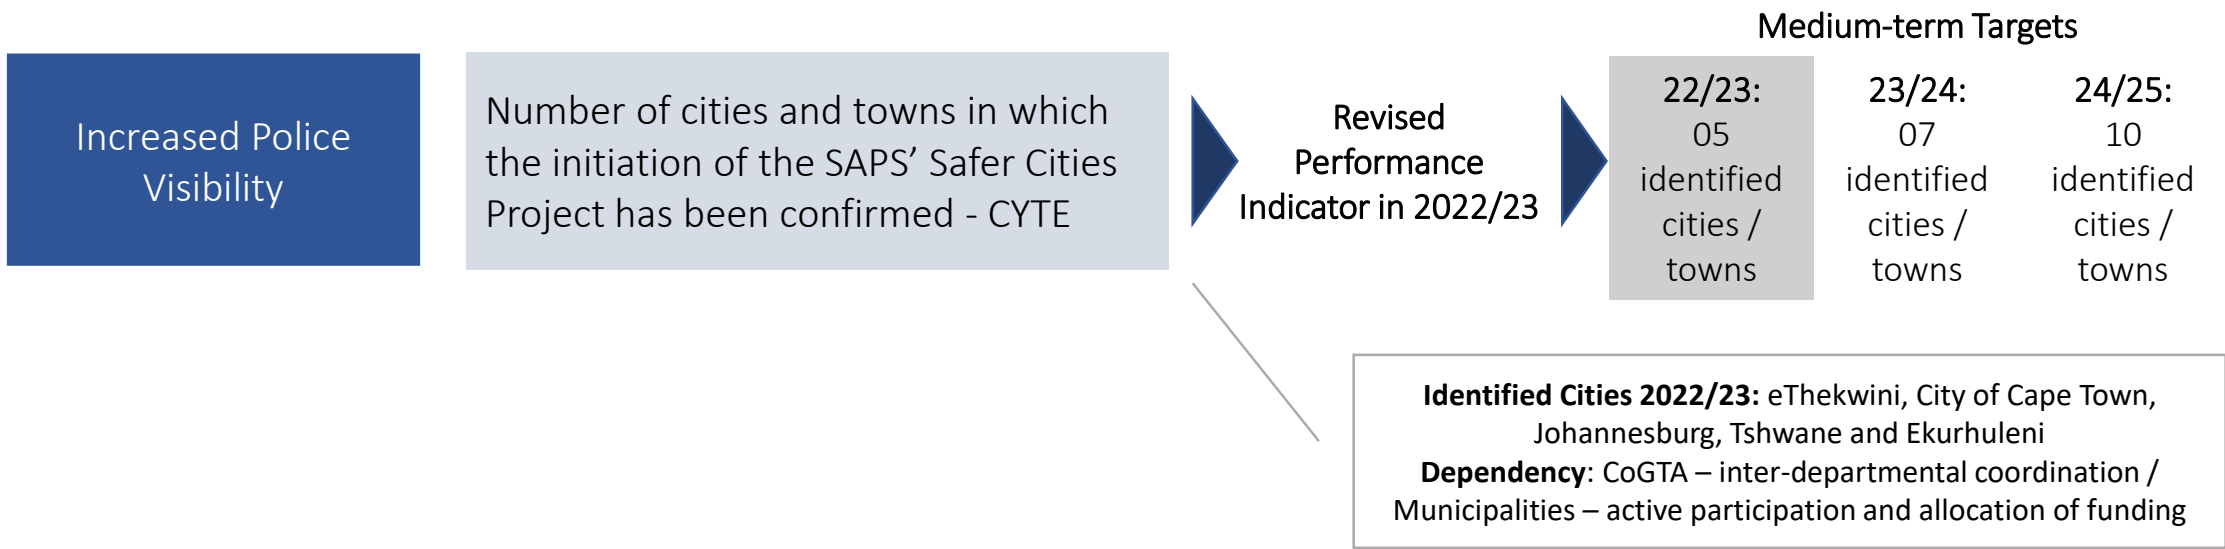 Increased Police
Visibility
Number of cities and towns in which
the initiation of the SAPS’ Safer Cities
Project has been confirmed - CYTE
Revised
Performance
Indicator in 2022/23
Medium-term Targets
22/23:
05
identified
cities /
towns
23/24:
07
identified
cities /
towns
24/25:
10
identified
cities /
towns
Identified Cities 2022/23: eThekwini, City of Cape Town,
Johannesburg, Tshwane and Ekurhuleni
Dependency: CoGTA – inter-departmental coordination /
Municipalities – active participation and allocation of funding